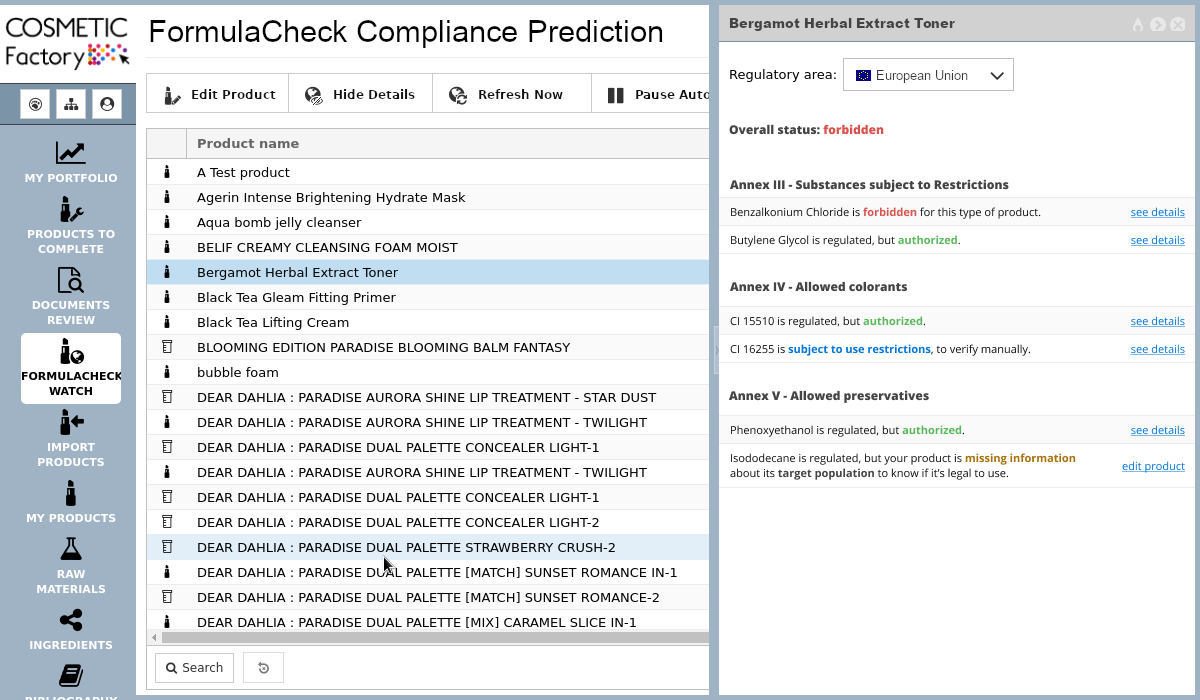 COSMETIC
Factory
MY PORTFOLIO
PRODUCTS TO
COMPLETE
DOCUMENTS
REVIEW
FORMULACHECK
WATCH
IMPORT
PRODUCTS
MY PRODUCTS
RAW
MATERIALS
INGREDIENTS
BIBLIOGRAPHY
FormulaCheck Compliance Prediction
Edit Product
Hide Details
Refresh Now
Pause Auto
Product name
A Test product
Agerin Intense Brightening Hydrate Mask
Aqua bomb jelly cleanser
BELIF CREAMY CLEANSING FOAM MOIST
Bergamot Herbal Extract Toner
Black Tea Gleam Fitting Primer
Black Tea Lifting Cream
BLOOMING EDITION PARADISE BLOOMING BALM FANTASY
bubble foam
DEAR DAHLIA : PARADISE AURORA SHINE LIP TREATMENT - STAR DUST
DEAR DAHLIA : PARADISE AURORA SHINE LIP TREATMENT - TWILIGHT
DEAR DAHLIA : PARADISE DUAL PALETTE CONCEALER LIGHT-1
DEAR DAHLIA : PARADISE AURORA SHINE LIP TREATMENT - TWILIGHT
DEAR DAHLIA : PARADISE DUAL PALETTE CONCEALER LIGHT-1
DEAR DAHLIA : PARADISE DUAL PALETTE CONCEALER LIGHT-2
DEAR DAHLIA : PARADISE DUAL PALETTE STRAWBERRY CRUSH-2
DEAR DAHLIA : PARADISE DUAL PALETTE [MATCH] SUNSET ROMANCE IN-1
DEAR DAHLIA : PARADISE DUAL PALETTE [MATCH] SUNSET ROMANCE-2
DEAR DAHLIA : PARADISE DUAL PALETTE [MIX] CARAMEL SLICE IN-1
Search
Bergamot Herbal Extract Toner
Regulatory area: European Union
Overall status: forbidden
Annex III - Substances subject to Restrictions
Benzalkonium Chloride is forbidden for this type of product. see details
Butylene Glycol is regulated, but authorized. see details
Annex IV - Allowed colorants
CI 15510 is regulated, but authorized. see details
CI 16255 is subject to use restrictions, to verify manually. see details
Annex V - Allowed preservatives
Phenoxyethanol is regulated, but authorized. see details
Isododecane is regulated, but your product is missing information
about its target population to know if it's legal to use. edit product